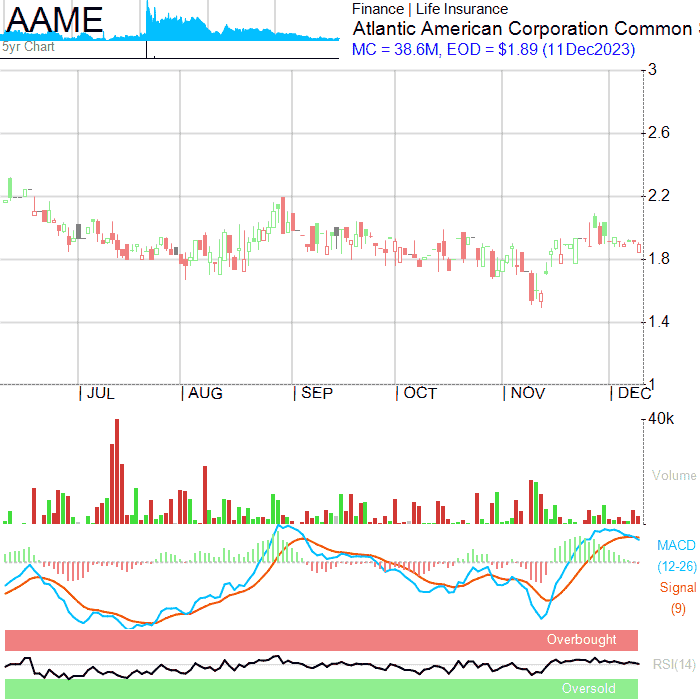 AAME
5yr Chart
Finance | Life Insurance
Atlantic American Corporation Common
MC = 38.6M, EOD = $1.89 (11Dec2023)
3
2.6
2.2
1.8
1.4
1
JUL AUG SEP OCT NOV DEC
40k
Volume
MACD
(12-26)
Signal
(9)
Overbought
RSI(14)
Oversold